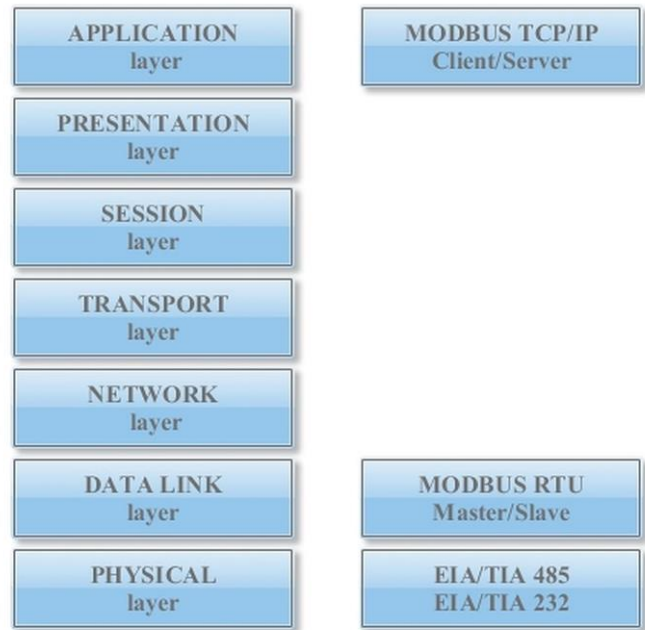 APPLICATION
layer
MODBUS TCP/IP
Client/Server
PRESENTATION
layer
SESSION
layer
TRANSPORT
layer
NETWORK
layer
DATA LINK
layer
MODBUS RTU
Master/Slave
PHYSICAL
layer
EIA/TIA 485
EIA/TIA 232